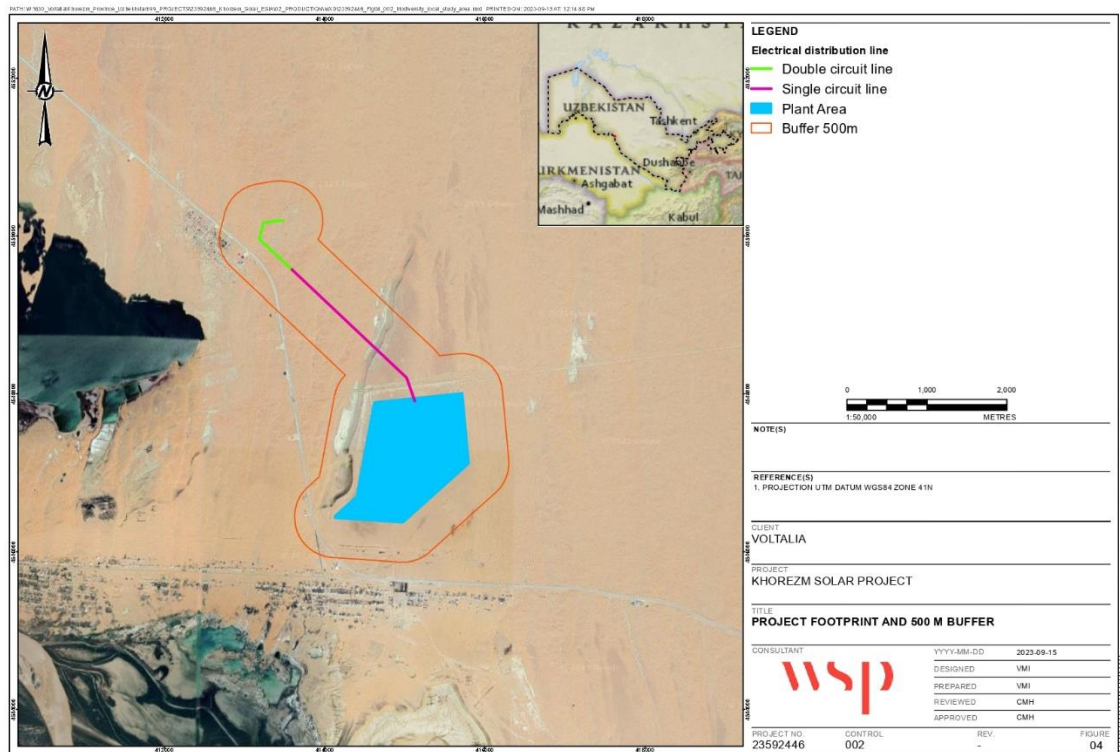 LEGEND
Electrical distribution line
Double circuit line
Single circuit line
Plant Area
Buffer 500m
N
UZBEKISTAN
Tashkent
Dushanbe
Ashgabat
Mashhad
Kabul
0 1,000 2,000
1:50,000 METRES
NOTE(S)
REFERENCE(S)
1. PROJECTION UTM DATUM WGS84 ZONE 41N
CLIENT
VOLTALIA
PROJECT
KHOREZM SOLAR PROJECT
TITLE
PROJECT FOOTPRINT AND 500 M BUFFER
CONSULTANT
wsp
YYYY-MM-DD 2023-09-15
DESIGNED VMI
PREPARED VMI
REVIEWED CMH
APPROVED CMH
PROJECT NO. CONTROL REV. FIGURE
23592446 002 - 04